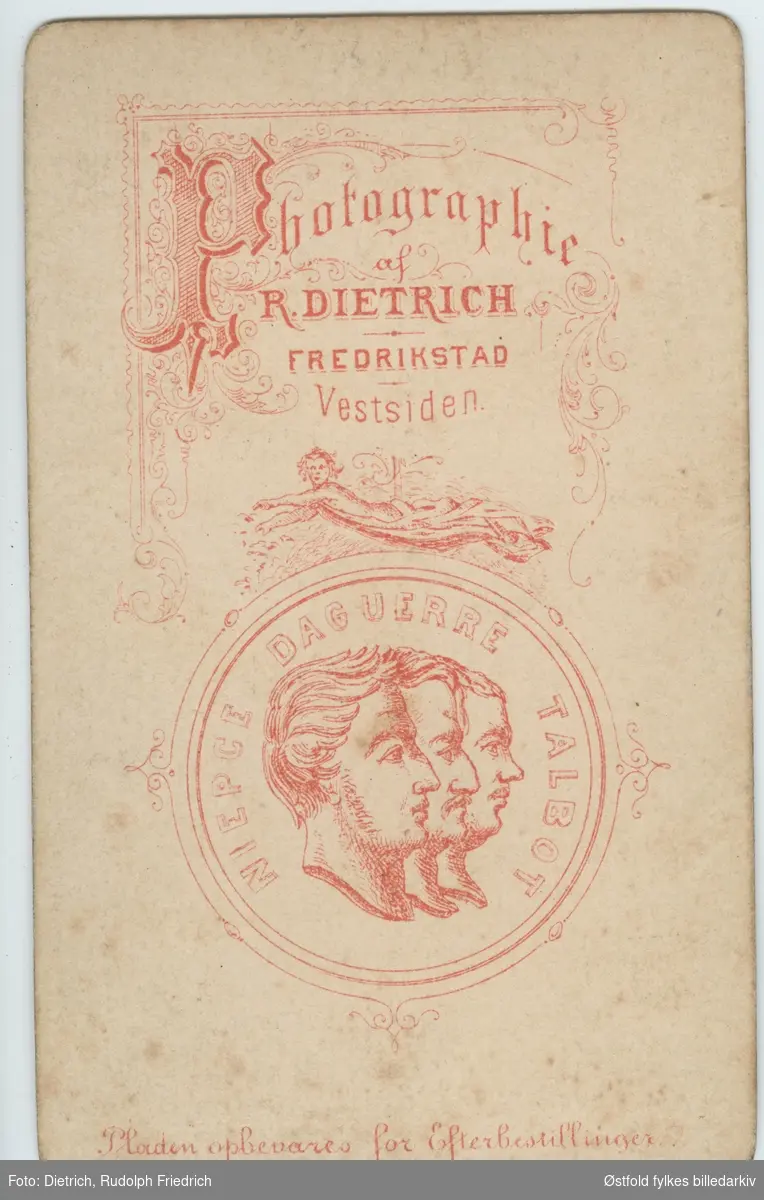 Photographie
af
R. DIETRICH
FREDRIKSTAD
Vestsiden.
NIEPCE DAGUERRE TALBOT
Pladen opbevares for Efterbestillinger.
Foto: Dietrich, Rudolph Friedrich
Østfold fylkes billedarkiv